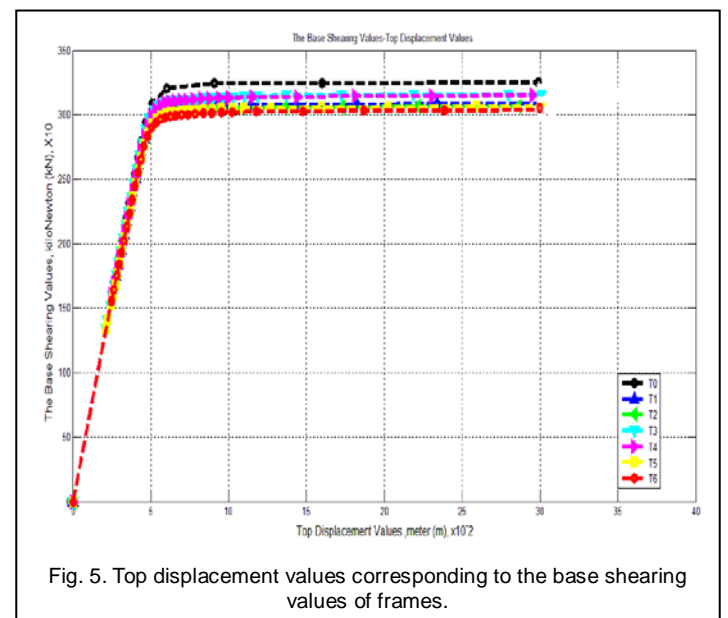 The Base Shearing Values-Top Displacement Values
350
300
250
200
150
100
50
0
The Base Shearing Values, kiloNewton (kN), X10
0 5 10 15 20 25 30 35 40
Top Displacement Values ,meter (m), x10^2
T0
T1
T2
T3
T4
T5
T6
Fig. 5. Top displacement values corresponding to the base shearing
values of frames.